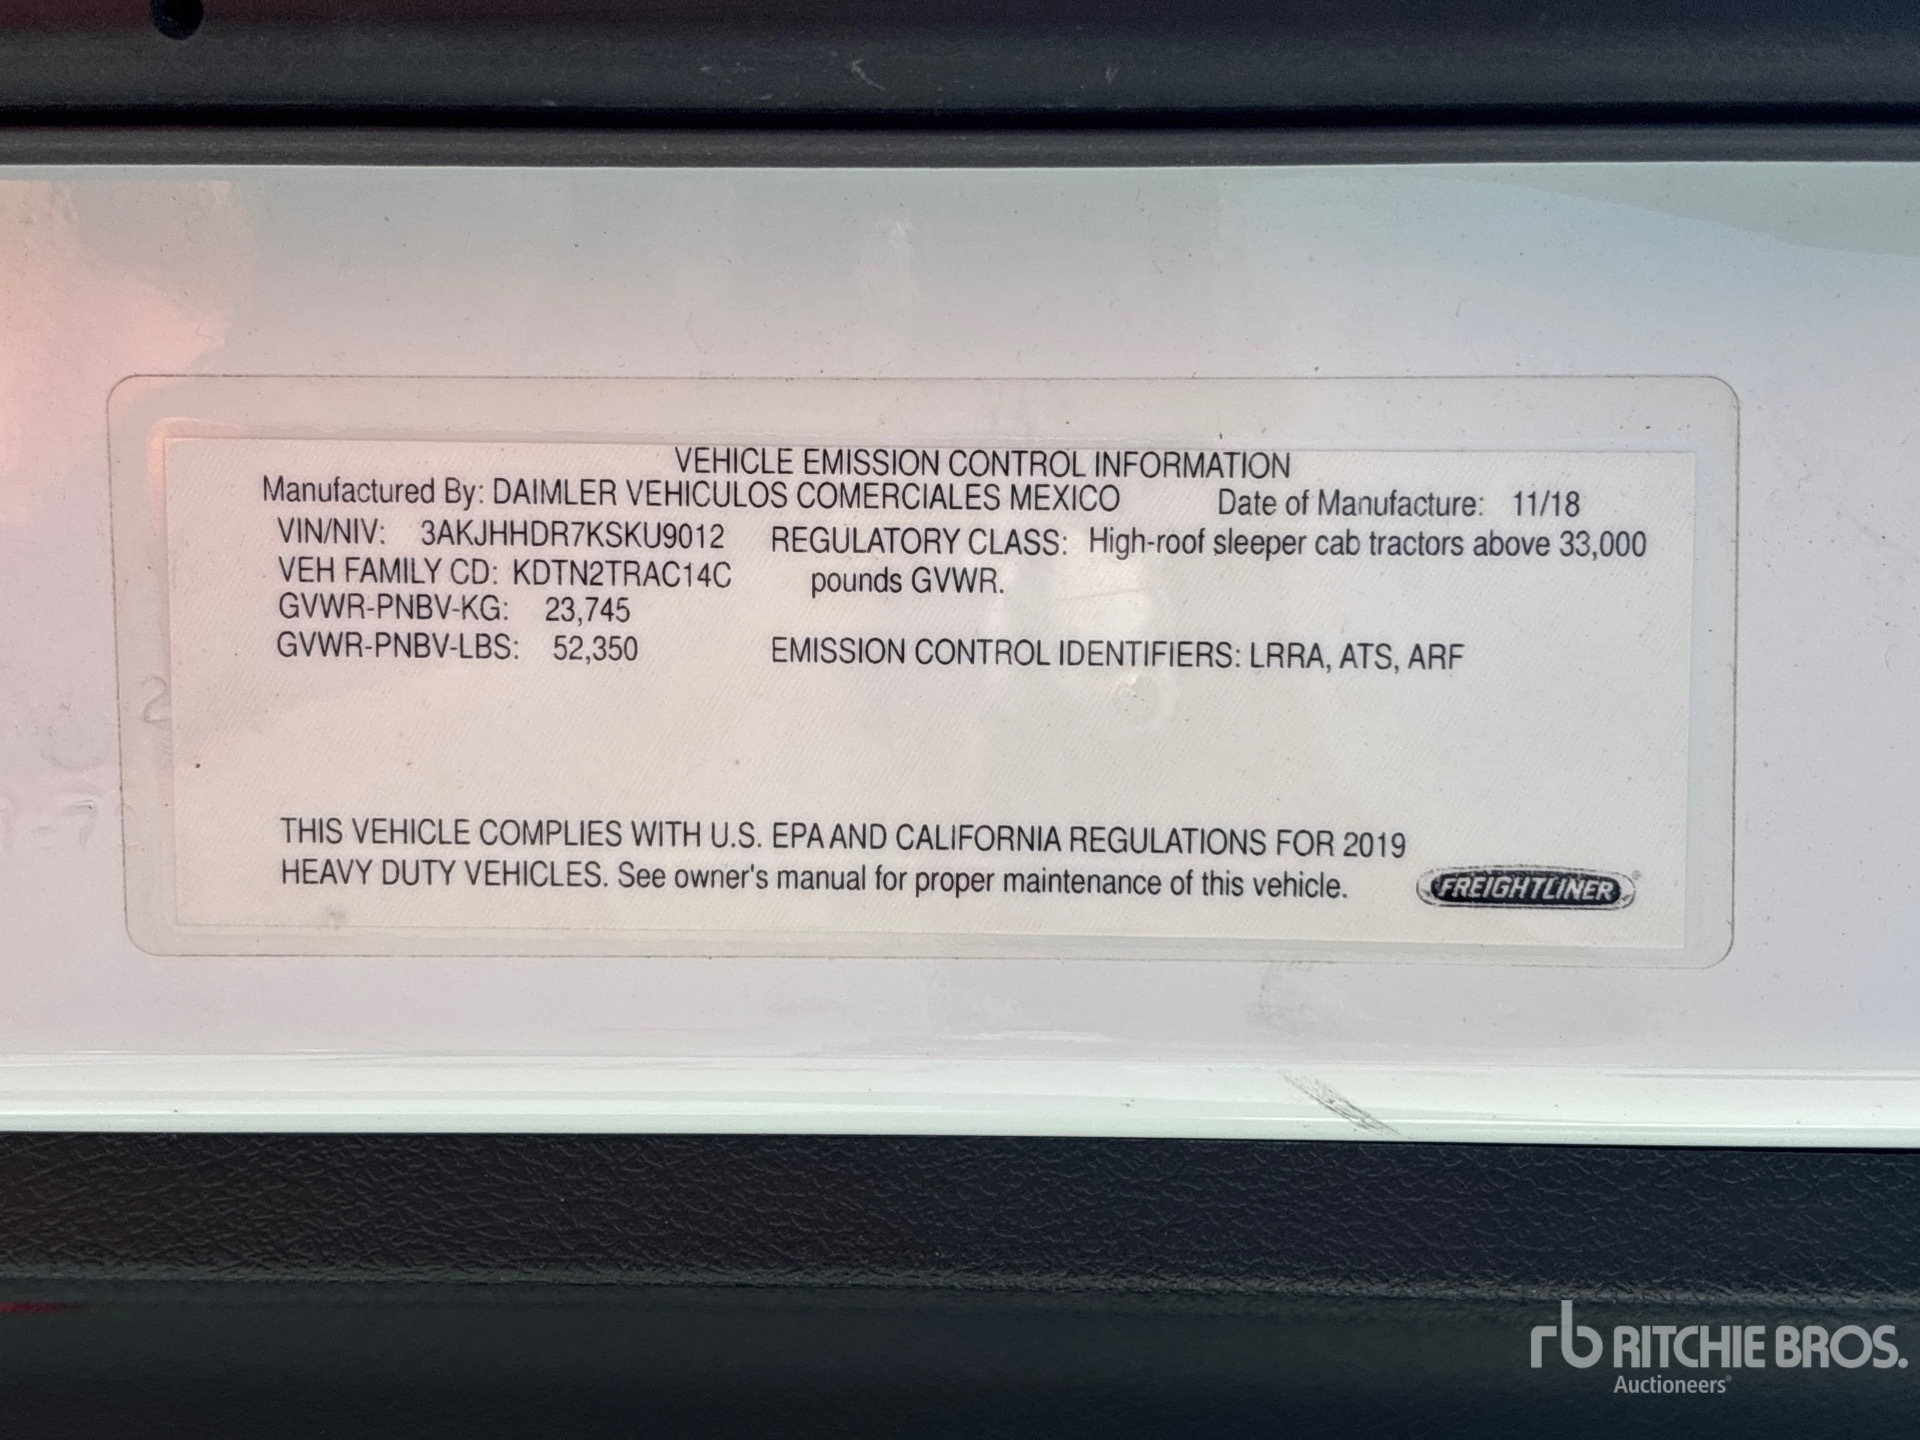 VEHICLE EMISSION CONTROL INFORMATION
Manufactured By: DAIMLER VEHICULOS COMERCIALES MEXICO Date of Manufacture: 11/18
VIN/NIV: 3AKJHHDR7KSKU9012 REGULATORY CLASS: High-roof sleeper cab tractors above 33,000
VEH FAMILY CD: KDTN2TRAC14C pounds GVWR.
GVWR-PNBV-KG: 23,745
GVWR-PNBV-LBS: 52,350 EMISSION CONTROL IDENTIFIERS: LRRA, ATS, ARF
THIS VEHICLE COMPLIES WITH U.S. EPA AND CALIFORNIA REGULATIONS FOR 2019
HEAVY DUTY VEHICLES. See owner's manual for proper maintenance of this vehicle.
FREIGHTLINER®
rb RITCHIE BROS.
Auctioneers®